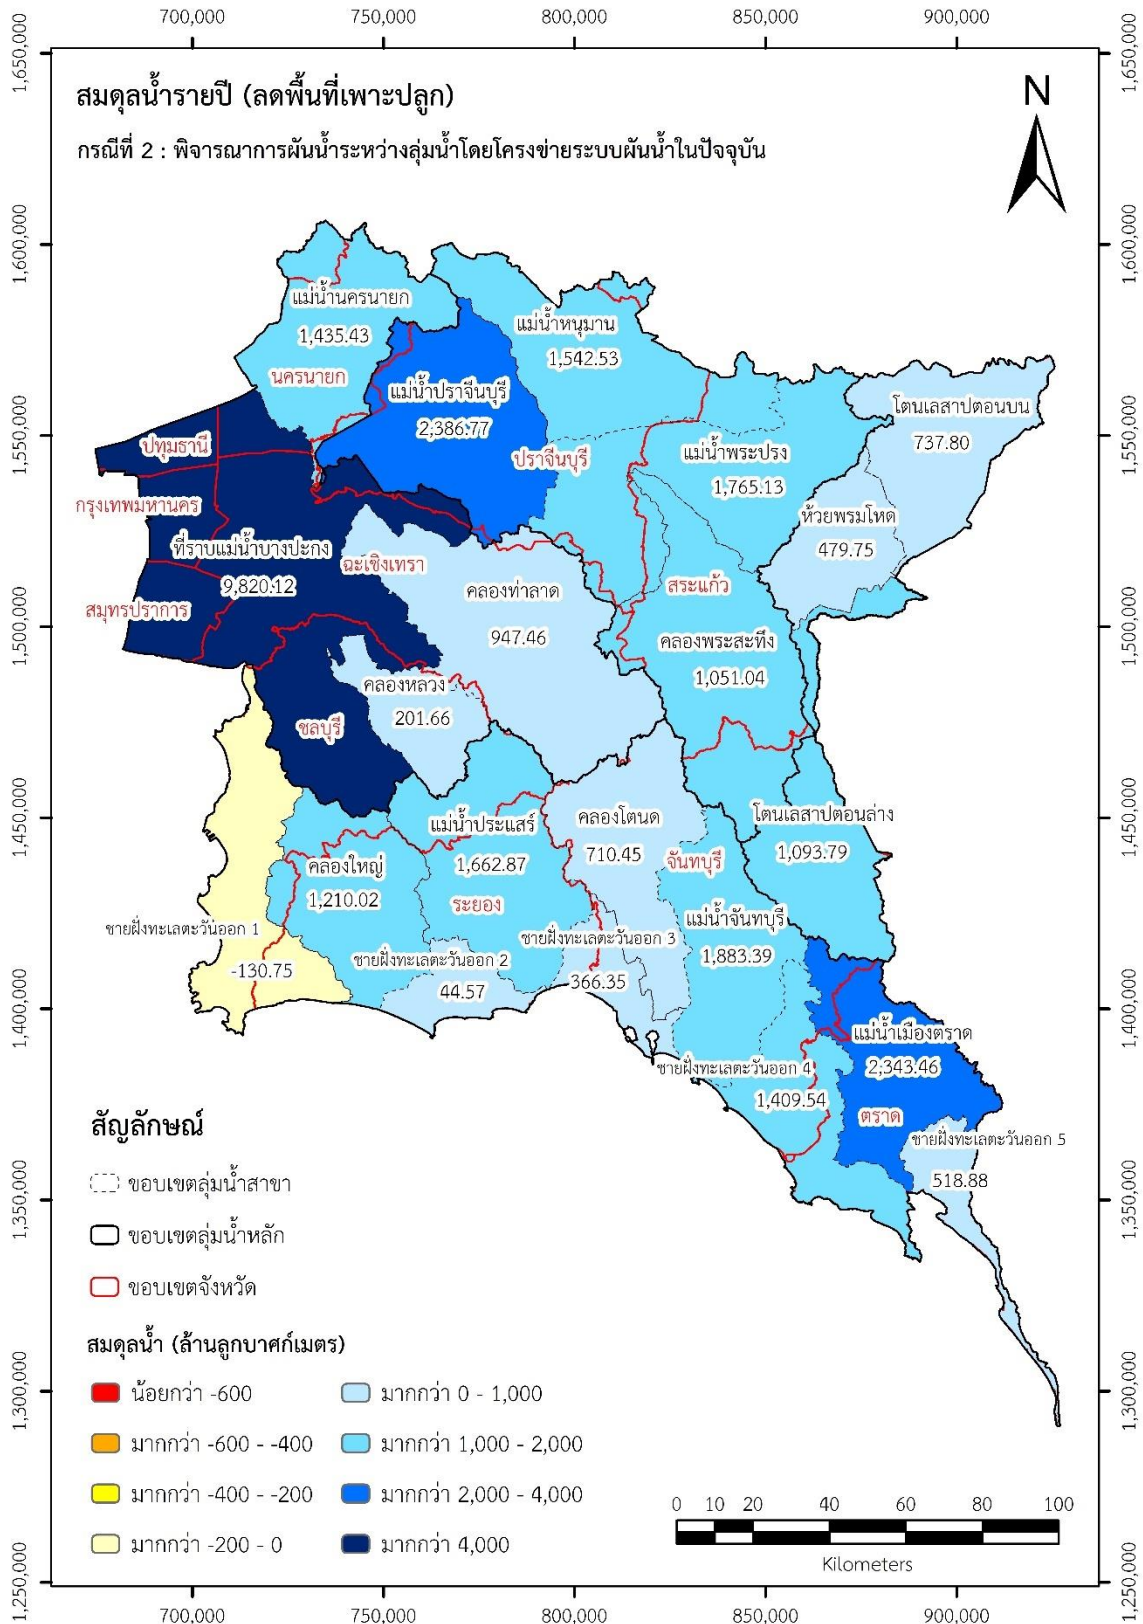 700,000 750,000 800,000 850,000 900,000
1,650,000 1,650,000
สมดุลน้ำรายปี (ลดพื้นที่เพาะปลูก)
N
กรณีที่ 2 : พิจารณาการผันน้ำระหว่างลุ่มน้ำโดยโครงข่ายระบบผันน้ำในปัจจุบัน
1,600,000 1,600,000
แม่น้ำนครนายก
1,435.43
นครนายก
แม่น้ำหนุมาน
1,542.53
แม่น้ำปราจีนบุรี
2,386.77
ปราจีนบุรี
โตนเลสาปตอนบน
737.80
1,550,000 1,550,000
ปทุมธานี
แม่น้ำพระปรง
1,765.13
กรุงเทพมหานคร
ห้วยพรมโหด
479.75
ที่ราบแม่น้ำบางปะกง
9,820.12
ฉะเชิงเทรา
สมุทรปราการ
คลองท่าลาด
947.46
สระแก้ว
1,500,000 1,500,000
คลองพระสะทึง
1,051.04
คลองหลวง
201.66
ชลบุรี
1,450,000 1,450,000
แม่น้ำประแสร์
1,662.87
คลองโตนด
710.45
โตนเลสาปตอนล่าง
1,093.79
คลองใหญ่
1,210.02
ระยอง
จันทบุรี
แม่น้ำจันทบุรี
1,883.39
ชายฝั่งทะเลตะวันออก 1
-130.75
ชายฝั่งทะเลตะวันออก 2
44.57
ชายฝั่งทะเลตะวันออก 3
366.35
1,400,000 1,400,000
แม่น้ำเมืองตราด
2,343.46
ชายฝั่งทะเลตะวันออก 4
1,409.54
ตราด
ชายฝั่งทะเลตะวันออก 5
518.88
1,350,000 1,350,000
สัญลักษณ์
ขอบเขตลุ่มน้ำสาขา
ขอบเขตลุ่มน้ำหลัก
ขอบเขตจังหวัด
สมดุลน้ำ (ล้านลูกบาศก์เมตร)
1,300,000 1,300,000
น้อยกว่า -600
มากกว่า -600 - -400
มากกว่า -400 - -200
มากกว่า -200 - 0
มากกว่า 0 - 1,000
มากกว่า 1,000 - 2,000
มากกว่า 2,000 - 4,000
มากกว่า 4,000
0 10 20 40 60 80 100
Kilometers
1,250,000 1,250,000
700,000 750,000 800,000 850,000 900,000